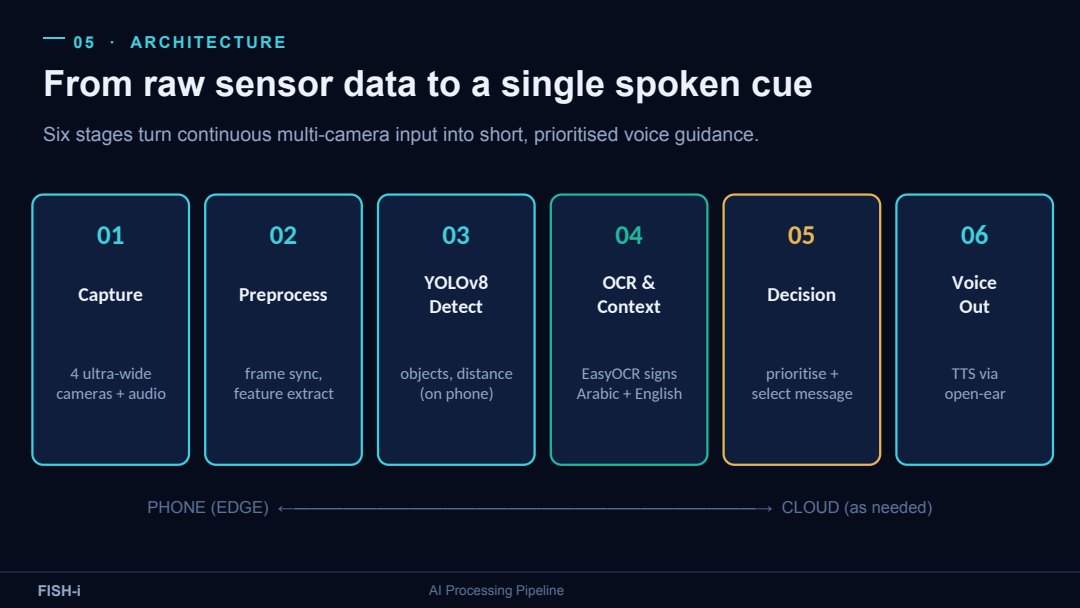 05 · ARCHITECTURE
From raw sensor data to a single spoken cue
Six stages turn continuous multi-camera input into short, prioritised voice guidance.
01
Capture
4 ultra-wide
cameras + audio
02
Preprocess
frame sync,
feature extract
03
YOLOv8
Detect
objects, distance
(on phone)
04
OCR &
Context
EasyOCR signs
Arabic + English
05
Decision
prioritise +
select message
06
Voice
Out
TTS via
open-ear
PHONE (EDGE) ←——————————→ CLOUD (as needed)
FISH-i
AI Processing Pipeline